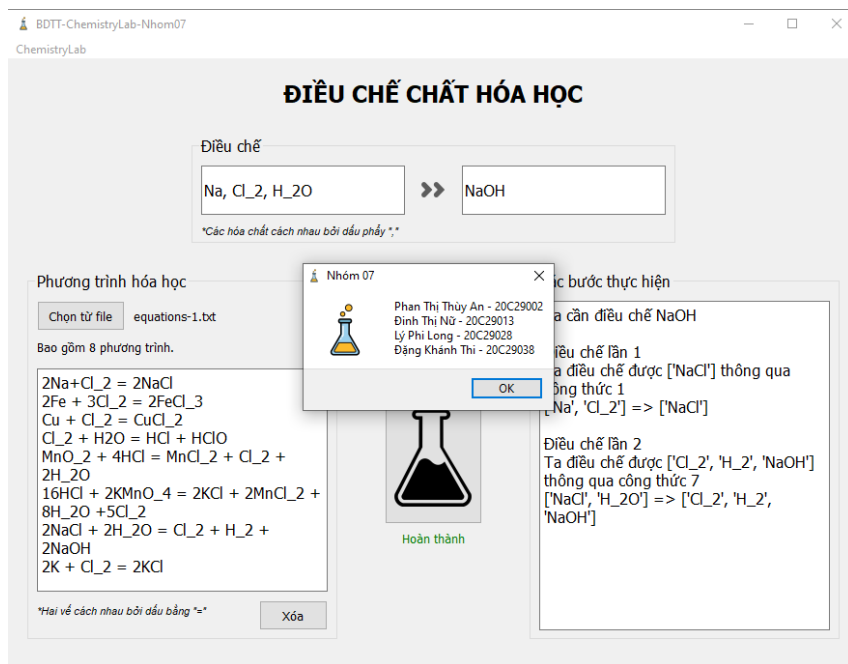 BDTT-ChemistryLab-Nhom07
ChemistryLab
ĐIỀU CHẾ CHẤT HÓA HỌC
Điều chế
Na, Cl_2, H_2O
NaOH
*Các hóa chất cách nhau bởi dấu phẩy ","
Phương trình hóa học
Chọn từ file
equations-1.txt
Bao gồm 8 phương trình.
2Na+Cl_2 = 2NaCl
2Fe + 3Cl_2 = 2FeCl_3
Cu + Cl_2 = CuCl_2
Cl_2 + H2O = HCl + HClO
MnO_2 + 4HCl = MnCl_2 + Cl_2 +
2H_2O
16HCl + 2KMnO_4 = 2KCl + 2MnCl_2 +
8H_2O +5Cl_2
2NaCl + 2H_2O = Cl_2 + H_2 +
2NaOH
2K + Cl_2 = 2KCl
*Hai vế cách nhau bởi dấu bằng "="
Xóa
Nhóm 07
Phan Thị Thùy An - 20C29002
Đinh Thị Nữ - 20C29013
Lý Phi Long - 20C29028
Đặng Khánh Thi - 20C29038
OK
Hoàn thành
bước thực hiện
cần điều chế NaOH
chế lần 1
điều chế được ['NaCl'] thông qua
thức 1
'Cl_2'] => ['NaCl']
Điều chế lần 2
Ta điều chế được ['Cl_2', 'H_2', 'NaOH']
thông qua công thức 7
['NaCl', 'H_2O'] => ['Cl_2', 'H_2',
'NaOH']